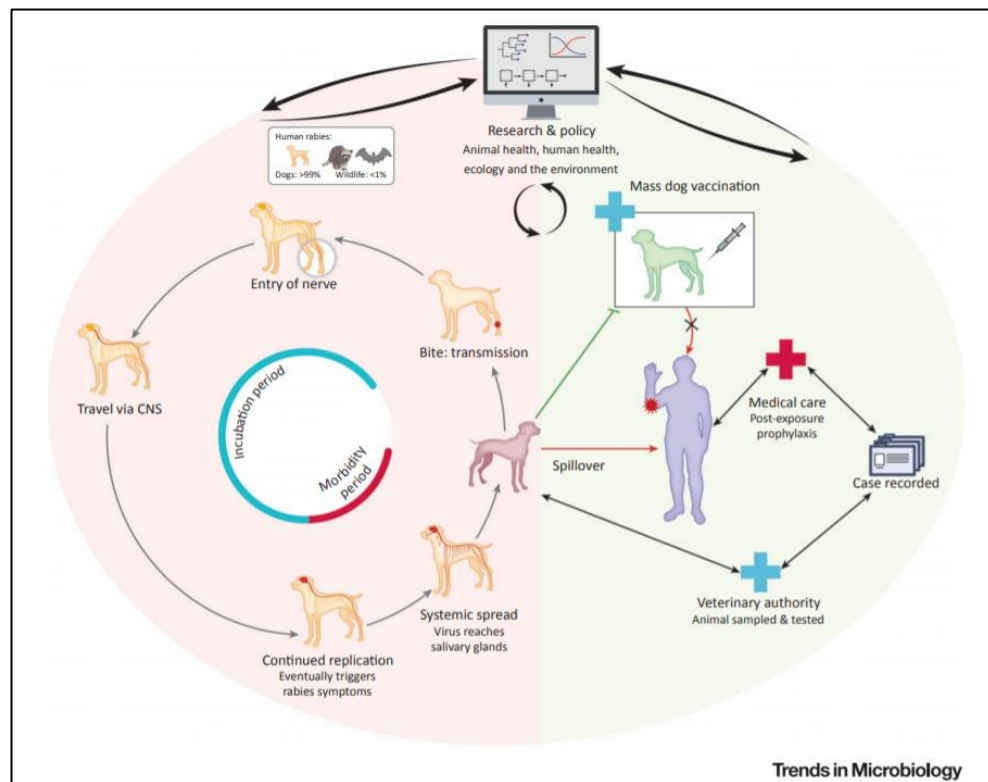 Research & policy
Animal health, human health,
ecology and the environment
Human rabies:
Dogs: >99% Wildlife: <1%
Mass dog vaccination
Entry of nerve
Bite: transmission
Travel via CNS
Incubation period
Morbidity
period
Spillover
Medical care
Post-exposure
prophylaxis
Case recorded
Systemic spread
Virus reaches
salivary glands
Veterinary authority
Animal sampled & tested
Continued replication
Eventually triggers
rabies symptoms
Trends in Microbiology